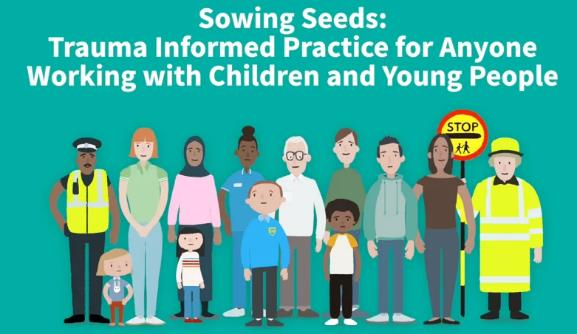 Sowing Seeds:
Trauma Informed Practice for Anyone
Working with Children and Young People
STOP